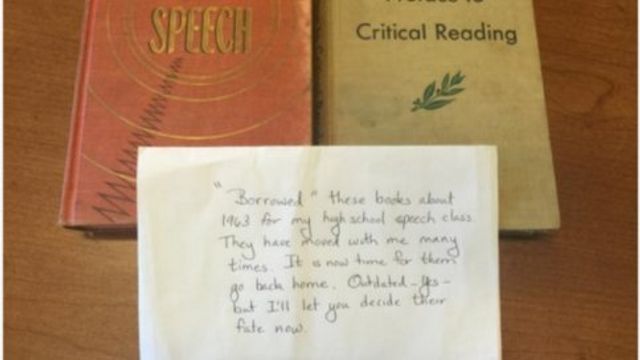 SPEECH
Preface to
Critical Reading
"Borrowed" these books about
1963 for my high school speech class.
They have moved with me many
times. It is now time for them
go back home. Outdated - Yes -
but I'll let you decide their
fate now.